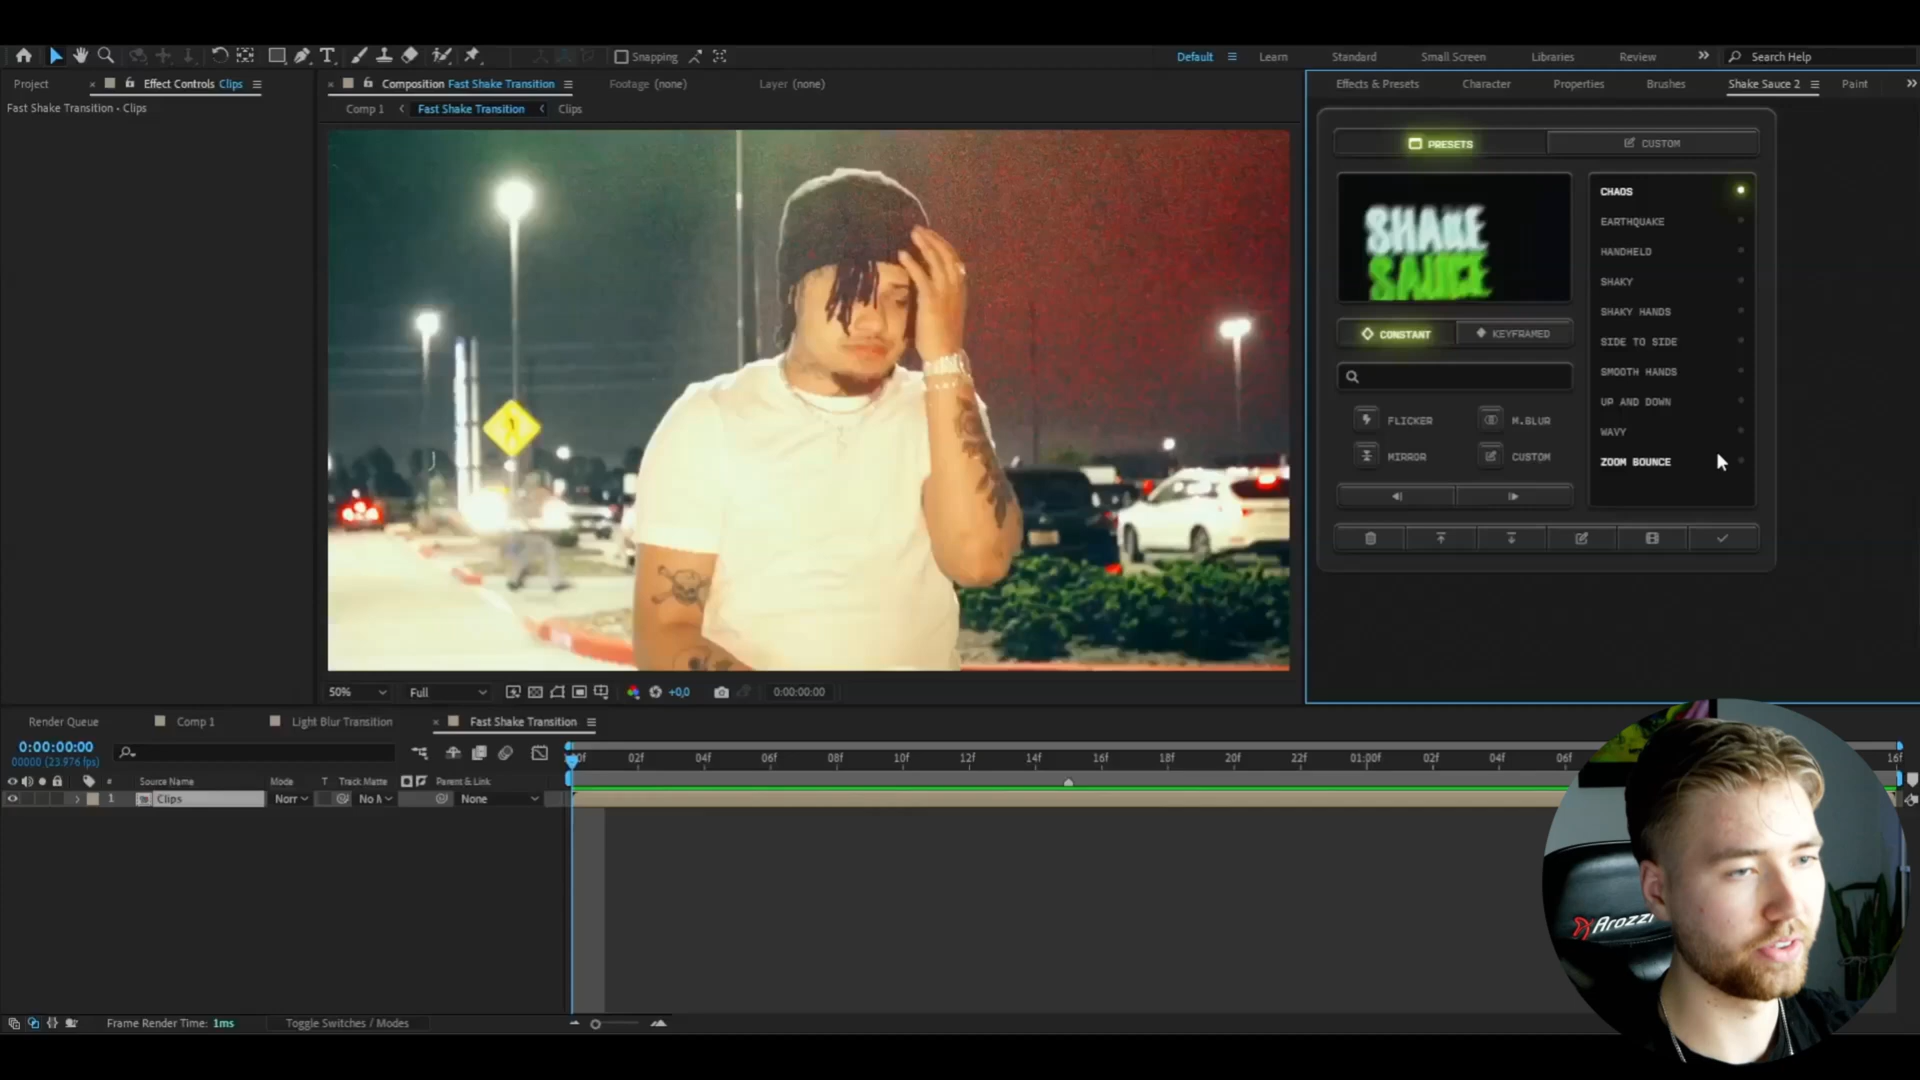 Snapping
Default
Learn
Standard
Small Screen
Libraries
Review
Search Help
Project
Effect Controls Clips
Composition Fast Shake Transition
Footage (none)
Layer (none)
Effects & Presets
Character
Properties
Brushes
Shake Sauce 2
Paint
Fast Shake Transition - Clips
Comp 1
Fast Shake Transition
Clips
PRESETS
CUSTOM
SHAKE
SAUCE
CHAOS
EARTHQUAKE
HANDHELD
SHAKY
SHAKY HANDS
SIDE TO SIDE
SMOOTH HANDS
UP AND DOWN
WAVY
ZOOM BOUNCE
CONSTANT
KEYFRAMED
FLICKER
M.BLUR
MIRROR
CUSTOM
50%
Full
+0,0
0:00:00:00
Render Queue
Comp 1
Light Blur Transition
Fast Shake Transition
0:00:00:00
00000 (23.976 fps)
02f
04f
06f
08f
10f
12f
14f
16f
18f
20f
22f
01:00f
02f
04f
06f
16f
#
Source Name
Mode
T
Track Matte
Parent & Link
1
Clips
None
Arozzi
Frame Render Time: 1ms
Toggle Switches / Modes